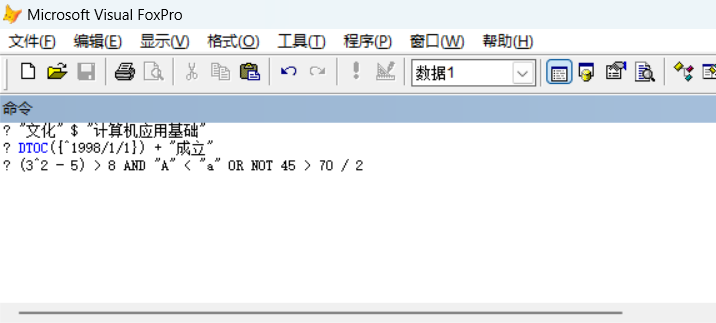 Microsoft Visual FoxPro
文件(F) 编辑(E) 显示(V) 格式(O) 工具(T) 程序(P) 窗口(W) 帮助(H)
数据1
命令
? "文化" $ "计算机应用基础"
? DTOC({^1998/1/1}) + "成立"
? (3^2 - 5) > 8 AND "A" < "a" OR NOT 45 > 70 / 2